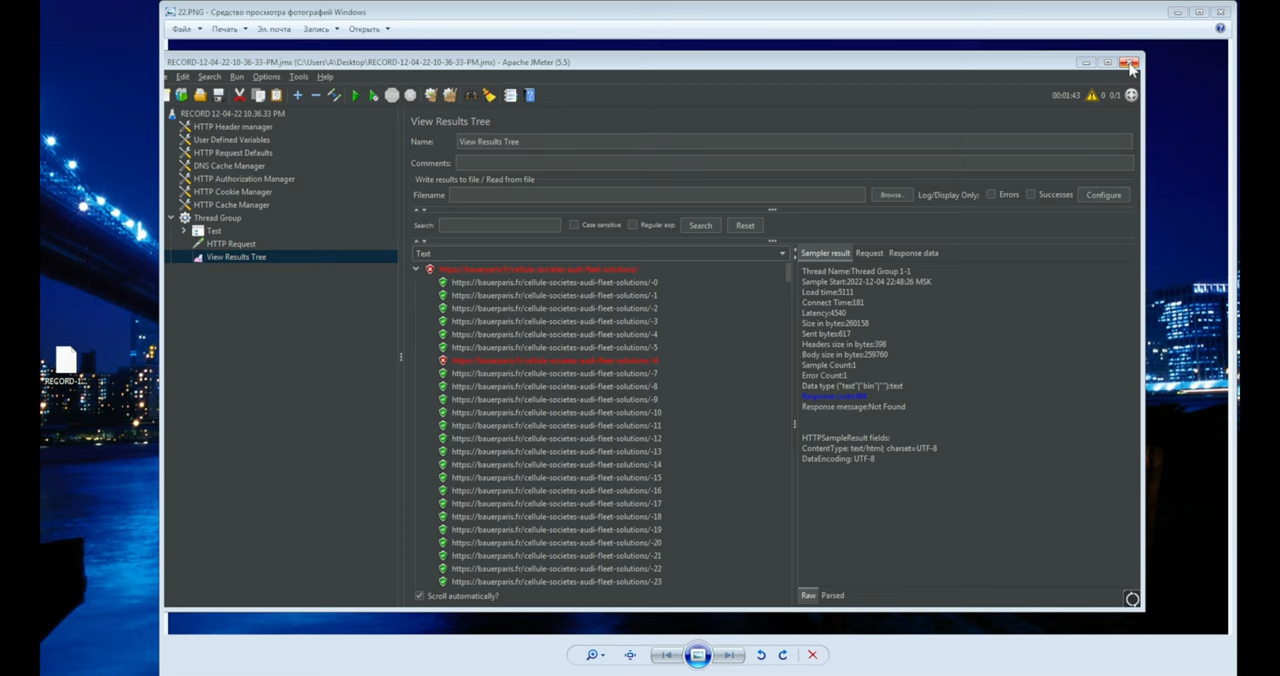 22.PNG - Средство просмотра фотографий Windows
Файл Печать Эл. почта Запись Открыть
RECORD-12-04-22-10-36-33-PM.jmx (C:\Users\A\Desktop\RECORD-12-04-22-10-36-33-PM.jmx) - Apache JMeter (5.5)
Edit Search Run Options Tools Help
00:01:43 0 0/1
RECORD 12-04-22 10.36.33 PM
HTTP Header manager
User Defined Variables
HTTP Request Defaults
DNS Cache Manager
HTTP Authorization Manager
HTTP Cookie Manager
HTTP Cache Manager
Thread Group
Test
HTTP Request
View Results Tree
RECORD-1...
View Results Tree
Name: View Results Tree
Comments:
Write results to file / Read from file
Filename Browse... Log/Display Only: Errors Successes Configure
Search: Case sensitive Regular exp. Search Reset
Text
https://bauerparis.fr/cellule-societes-audi-fleet-solutions/
https://bauerparis.fr/cellule-societes-audi-fleet-solutions/-0
https://bauerparis.fr/cellule-societes-audi-fleet-solutions/-1
https://bauerparis.fr/cellule-societes-audi-fleet-solutions/-2
https://bauerparis.fr/cellule-societes-audi-fleet-solutions/-3
https://bauerparis.fr/cellule-societes-audi-fleet-solutions/-4
https://bauerparis.fr/cellule-societes-audi-fleet-solutions/-5
https://bauerparis.fr/cellule-societes-audi-fleet-solutions/-6
https://bauerparis.fr/cellule-societes-audi-fleet-solutions/-7
https://bauerparis.fr/cellule-societes-audi-fleet-solutions/-8
https://bauerparis.fr/cellule-societes-audi-fleet-solutions/-9
https://bauerparis.fr/cellule-societes-audi-fleet-solutions/-10
https://bauerparis.fr/cellule-societes-audi-fleet-solutions/-11
https://bauerparis.fr/cellule-societes-audi-fleet-solutions/-12
https://bauerparis.fr/cellule-societes-audi-fleet-solutions/-13
https://bauerparis.fr/cellule-societes-audi-fleet-solutions/-14
https://bauerparis.fr/cellule-societes-audi-fleet-solutions/-15
https://bauerparis.fr/cellule-societes-audi-fleet-solutions/-16
https://bauerparis.fr/cellule-societes-audi-fleet-solutions/-17
https://bauerparis.fr/cellule-societes-audi-fleet-solutions/-18
https://bauerparis.fr/cellule-societes-audi-fleet-solutions/-19
https://bauerparis.fr/cellule-societes-audi-fleet-solutions/-20
https://bauerparis.fr/cellule-societes-audi-fleet-solutions/-21
https://bauerparis.fr/cellule-societes-audi-fleet-solutions/-22
https://bauerparis.fr/cellule-societes-audi-fleet-solutions/-23
Scroll automatically?
Sampler result Request Response data
Thread Name:Thread Group 1-1
Sample Start:2022-12-04 22:48:26 MSK
Load time:5111
Connect Time:181
Latency:4540
Size in bytes:260158
Sent bytes:617
Headers size in bytes:398
Body size in bytes:259760
Sample Count:1
Error Count:1
Data type ("text"|"bin"|""):text
Response code:404
Response message:Not Found
HTTPSampleResult fields:
ContentType: text/html; charset=UTF-8
DataEncoding: UTF-8
Raw Parsed